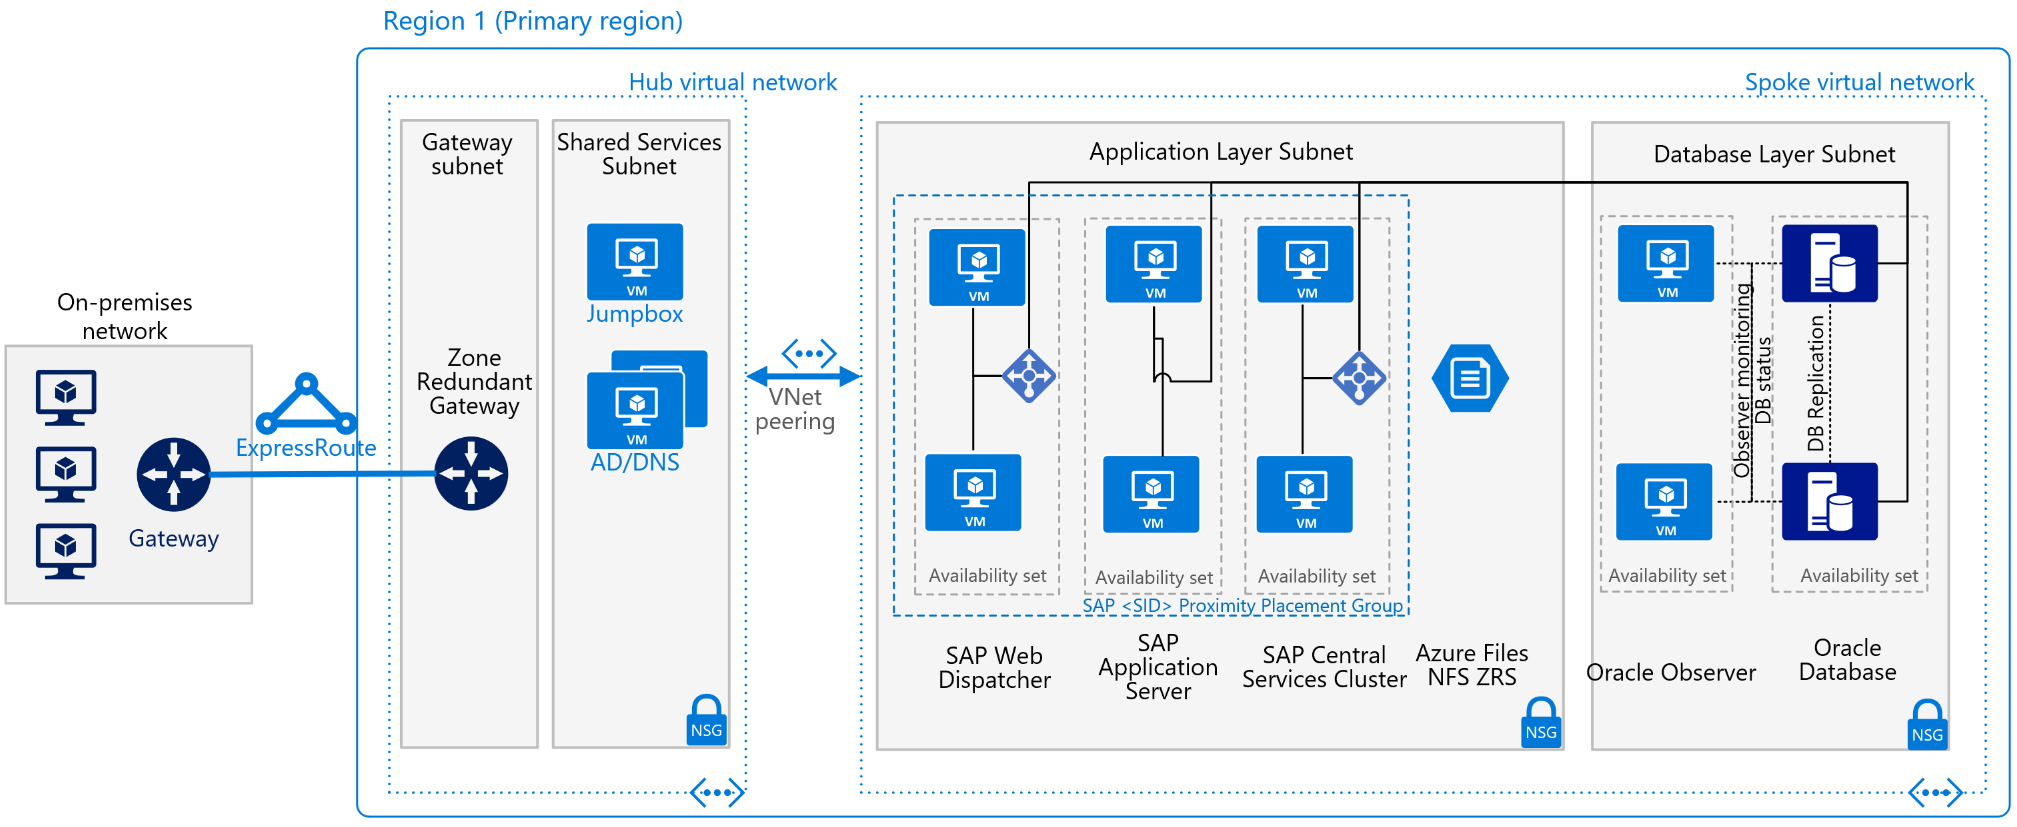 Region 1 (Primary region)
Hub virtual network
Spoke virtual network
Gateway
subnet
Shared Services
Subnet
Application Layer Subnet
Database Layer Subnet
On-premises
network
Gateway
ExpressRoute
Zone
Redundant
Gateway
VM
Jumpbox
VM
AD/DNS
NSG
VNet
peering
VM
VM
VM
VM
VM
VM
Availability set
Availability set
Availability set
SAP <SID> Proximity Placement Group
SAP Web
Dispatcher
SAP
Application
Server
SAP Central
Services Cluster
Azure Files
NFS ZRS
NSG
VM
VM
Observer monitoring
DB status
DB Replication
Availability set
Availability set
Oracle Observer
Oracle
Database
NSG